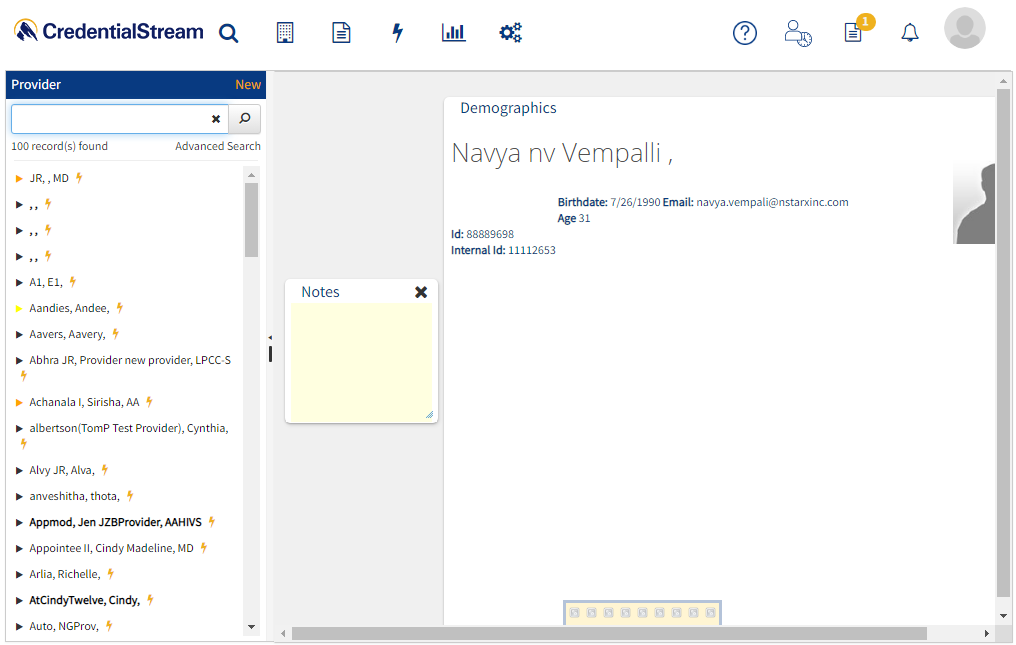 CredentialStream
1
Provider
New
100 record(s) found
Advanced Search
JR, , MD
, ,
, ,
, ,
A1, E1,
Aandies, Andee,
Aavers, Aavery,
Abhra JR, Provider new provider, LPCC-S
Achanala I, Sirisha, AA
albertson(TomP Test Provider), Cynthia,
Alvy JR, Alva,
anveshitha, thota,
Appmod, Jen JZBProvider, AAHIVS
Appointee II, Cindy Madeline, MD
Arlia, Richelle,
AtCindyTwelve, Cindy,
Auto, NGProv,
Notes
Demographics
Navya nv Vempalli ,
Birthdate: 7/26/1990 Email: navya.vempali@nstarxinc.com
Age 31
Id: 88889698
Internal Id: 11112653